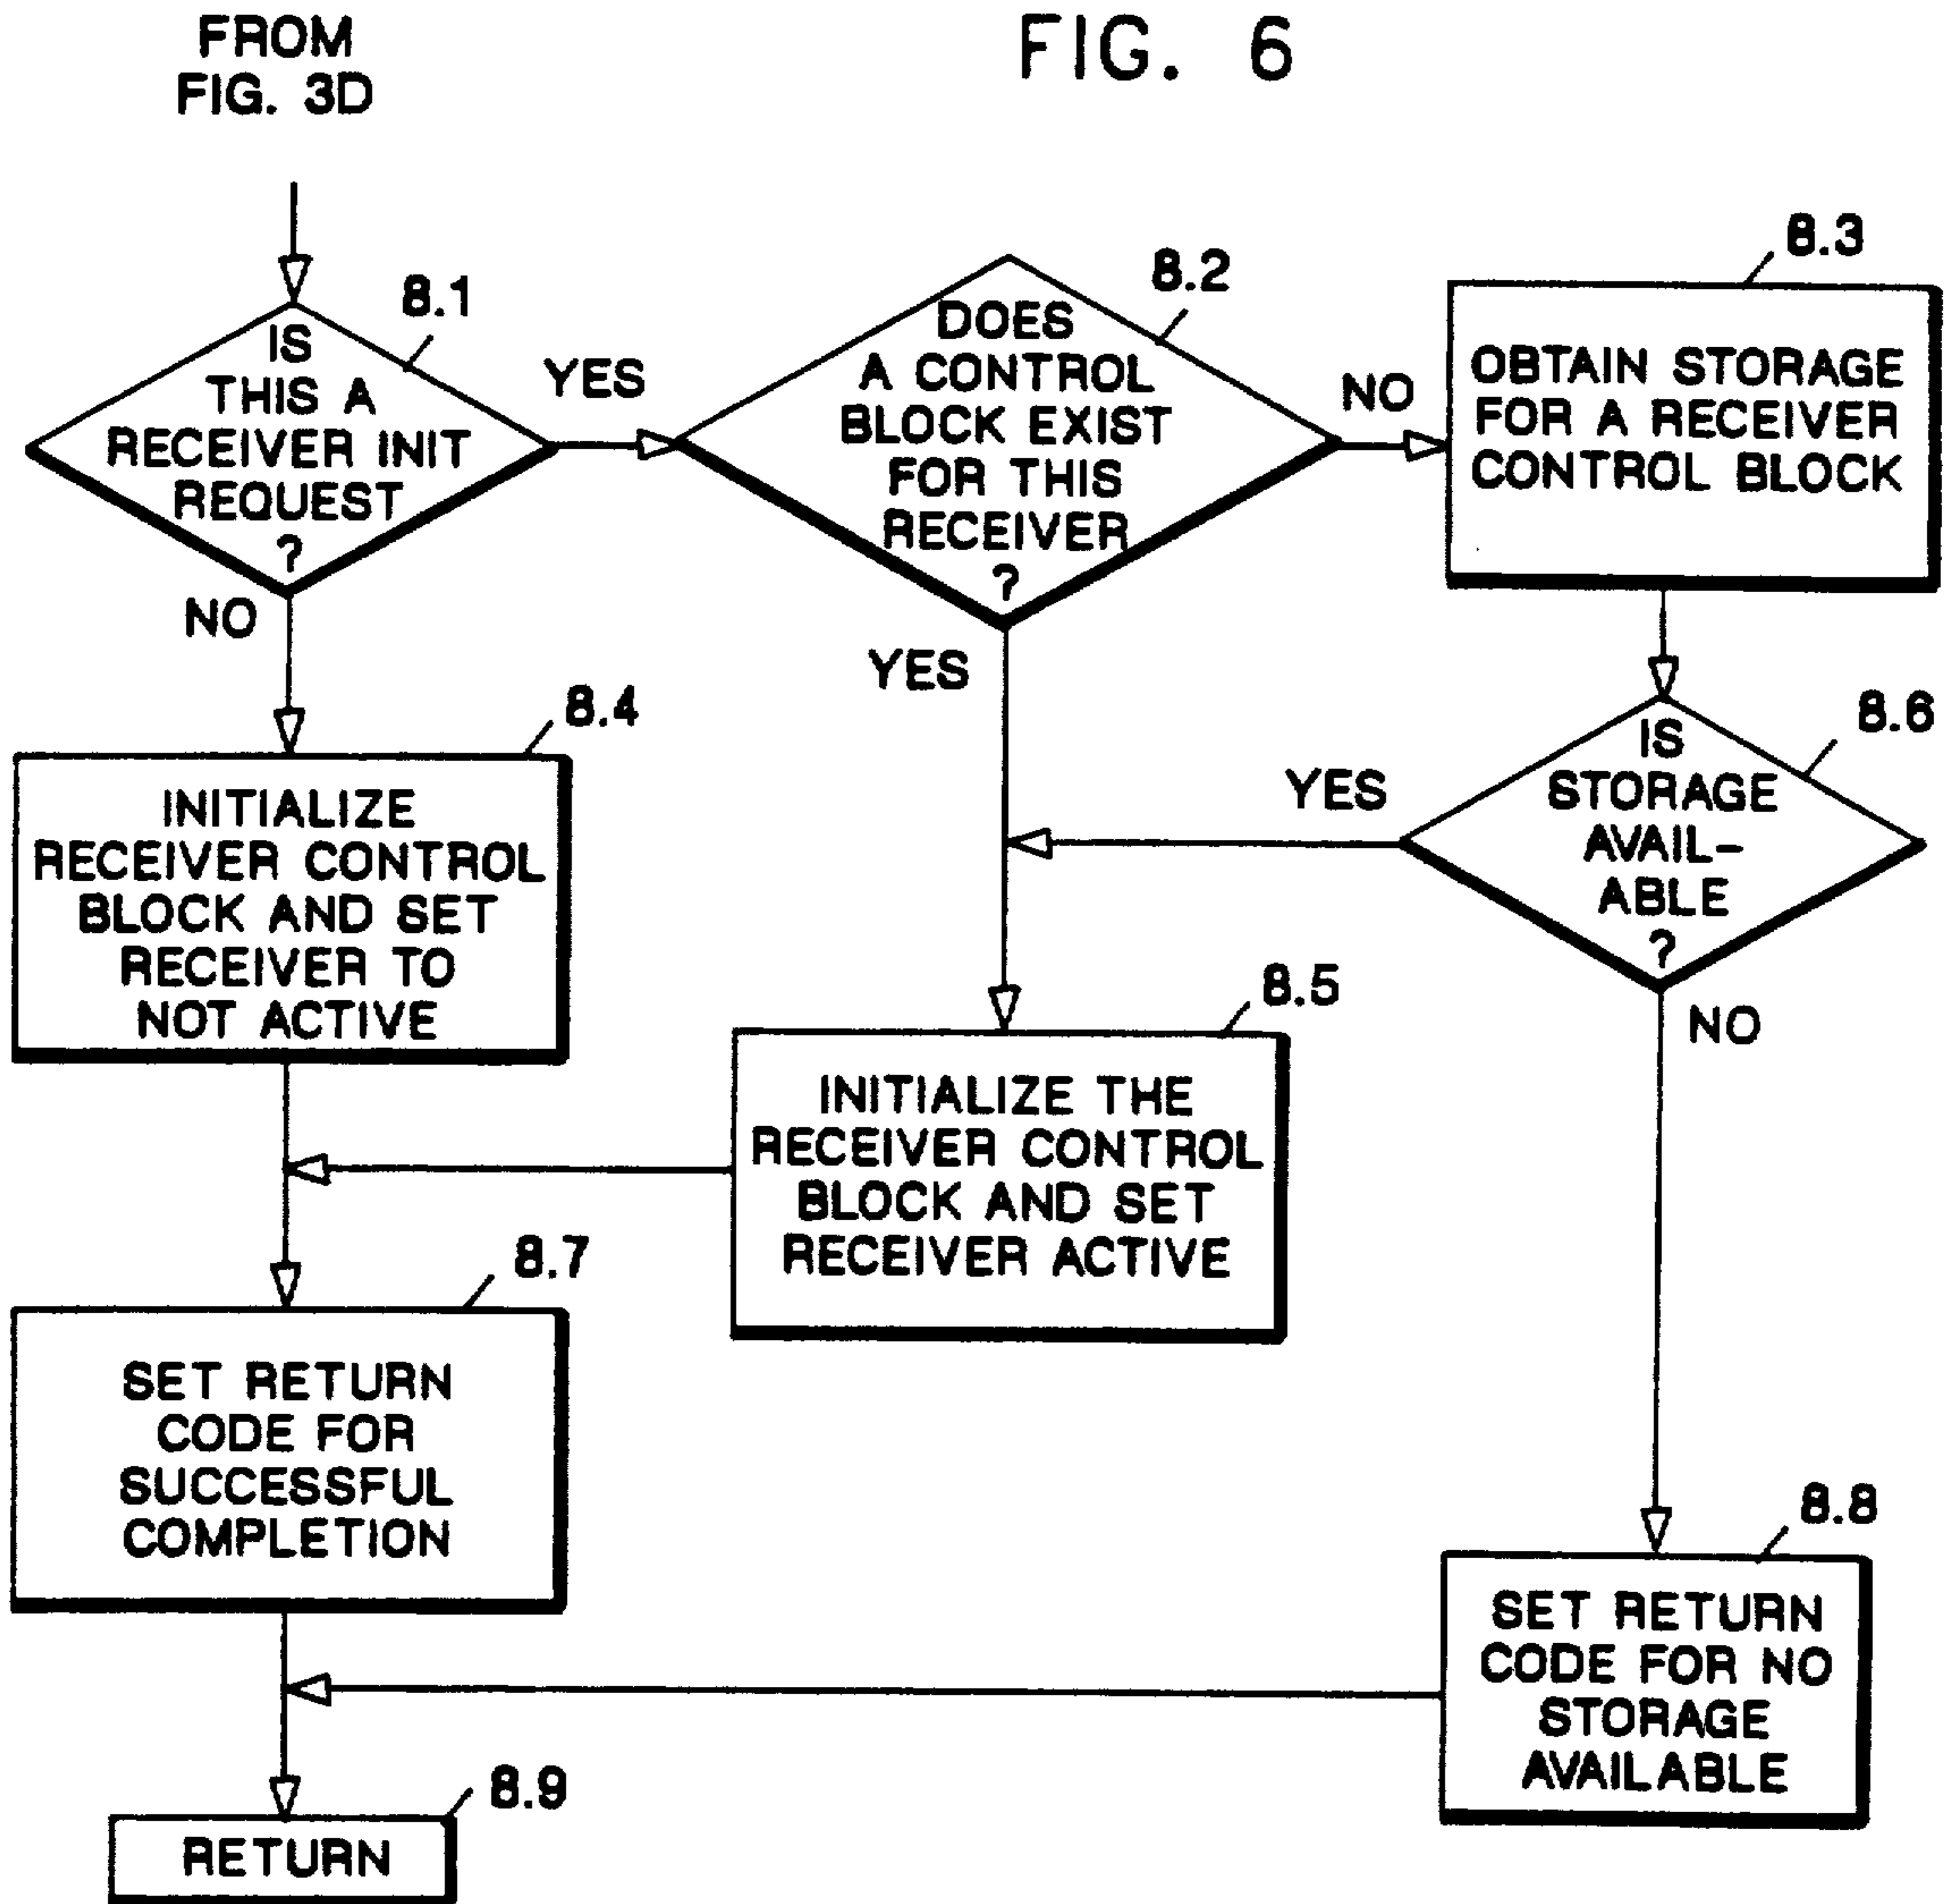 FROM
FIG. 3D
FIG. 6
8.1
IS
THIS A
RECEIVER INIT
REQUEST
?
YES
NO
8.2
DOES
A CONTROL
BLOCK EXIST
FOR THIS
RECEIVER
?
NO
YES
8.3
OBTAIN STORAGE
FOR A RECEIVER
CONTROL BLOCK
8.4
INITIALIZE
RECEIVER CONTROL
BLOCK AND SET
RECEIVER TO
NOT ACTIVE
8.6
IS
STORAGE
AVAIL-
ABLE
?
YES
NO
8.5
INITIALIZE THE
RECEIVER CONTROL
BLOCK AND SET
RECEIVER ACTIVE
8.7
SET RETURN
CODE FOR
SUCCESSFUL
COMPLETION
8.8
SET RETURN
CODE FOR NO
STORAGE
AVAILABLE
8.9
RETURN